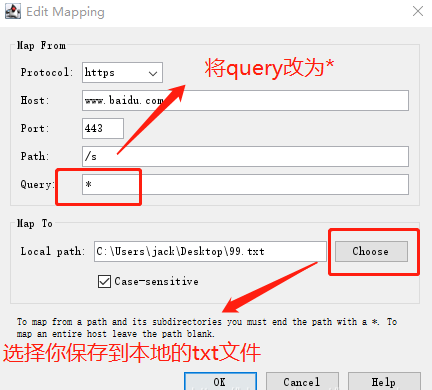 Edit Mapping
Map From
Protocol: https
将query改为*
Host: www.baidu.com
Port: 443
Path: /s
Query: *
Map To
Local path: C:\Users\jack\Desktop\99.txt Choose
Case-sensitive
To map from a path and its subdirectories you must end the path with a *. To
map an entire host leave the path blank.
选择你保存到本地的txt文件
OK Cancel Help